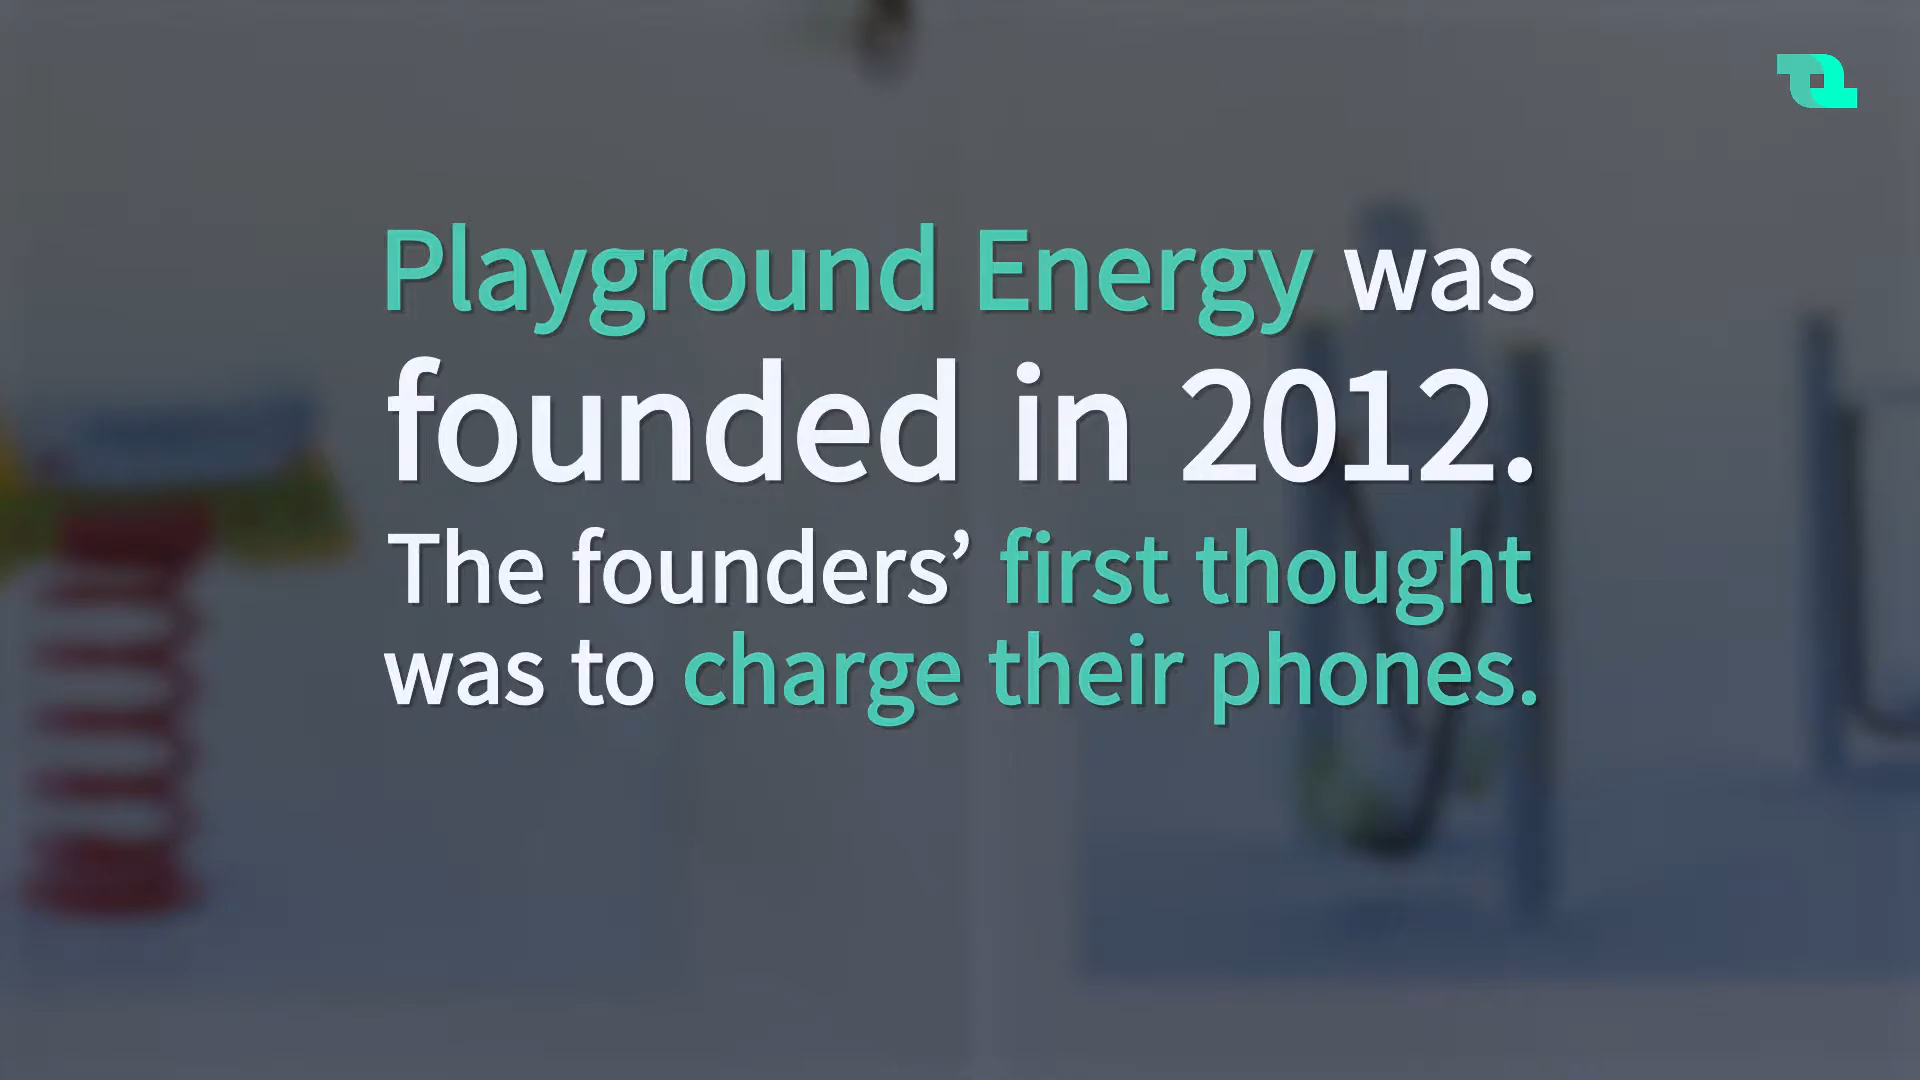 Playground Energy was
founded in 2012.
The founders’ first thought
was to charge their phones.